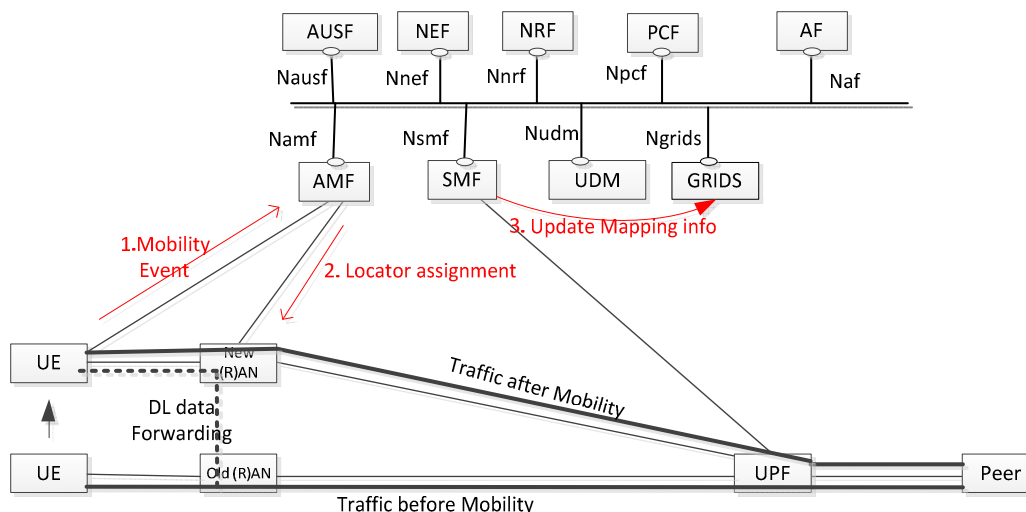 AUSF NEF NRF PCF AF
Nausf Nnef Nnrf Npcf Naf
Namf Nsmf Nudm Ngrids
AMF SMF UDM GRIDS
3. Update Mapping info
1.Mobility
Event
2. Locator assignment
UE
New
(R)AN
Traffic after Mobility
DL data
Forwarding
UE Old (R)AN UPF Peer
Traffic before Mobility